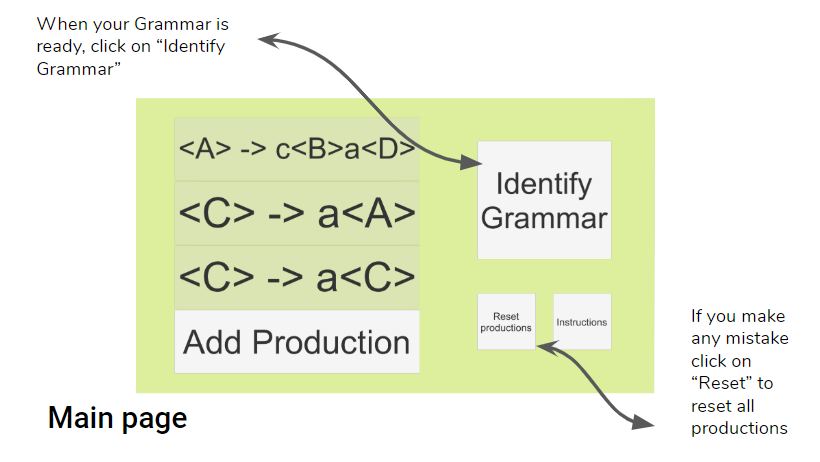 When your Grammar is
ready, click on “Identify
Grammar”
<A> -> c<B>a<D>
<C> -> a<A>
<C> -> a<C>
Add Production
Identify
Grammar
Reset
productions
Instructions
If you make
any mistake
click on
“Reset” to
reset all
productions
Main page